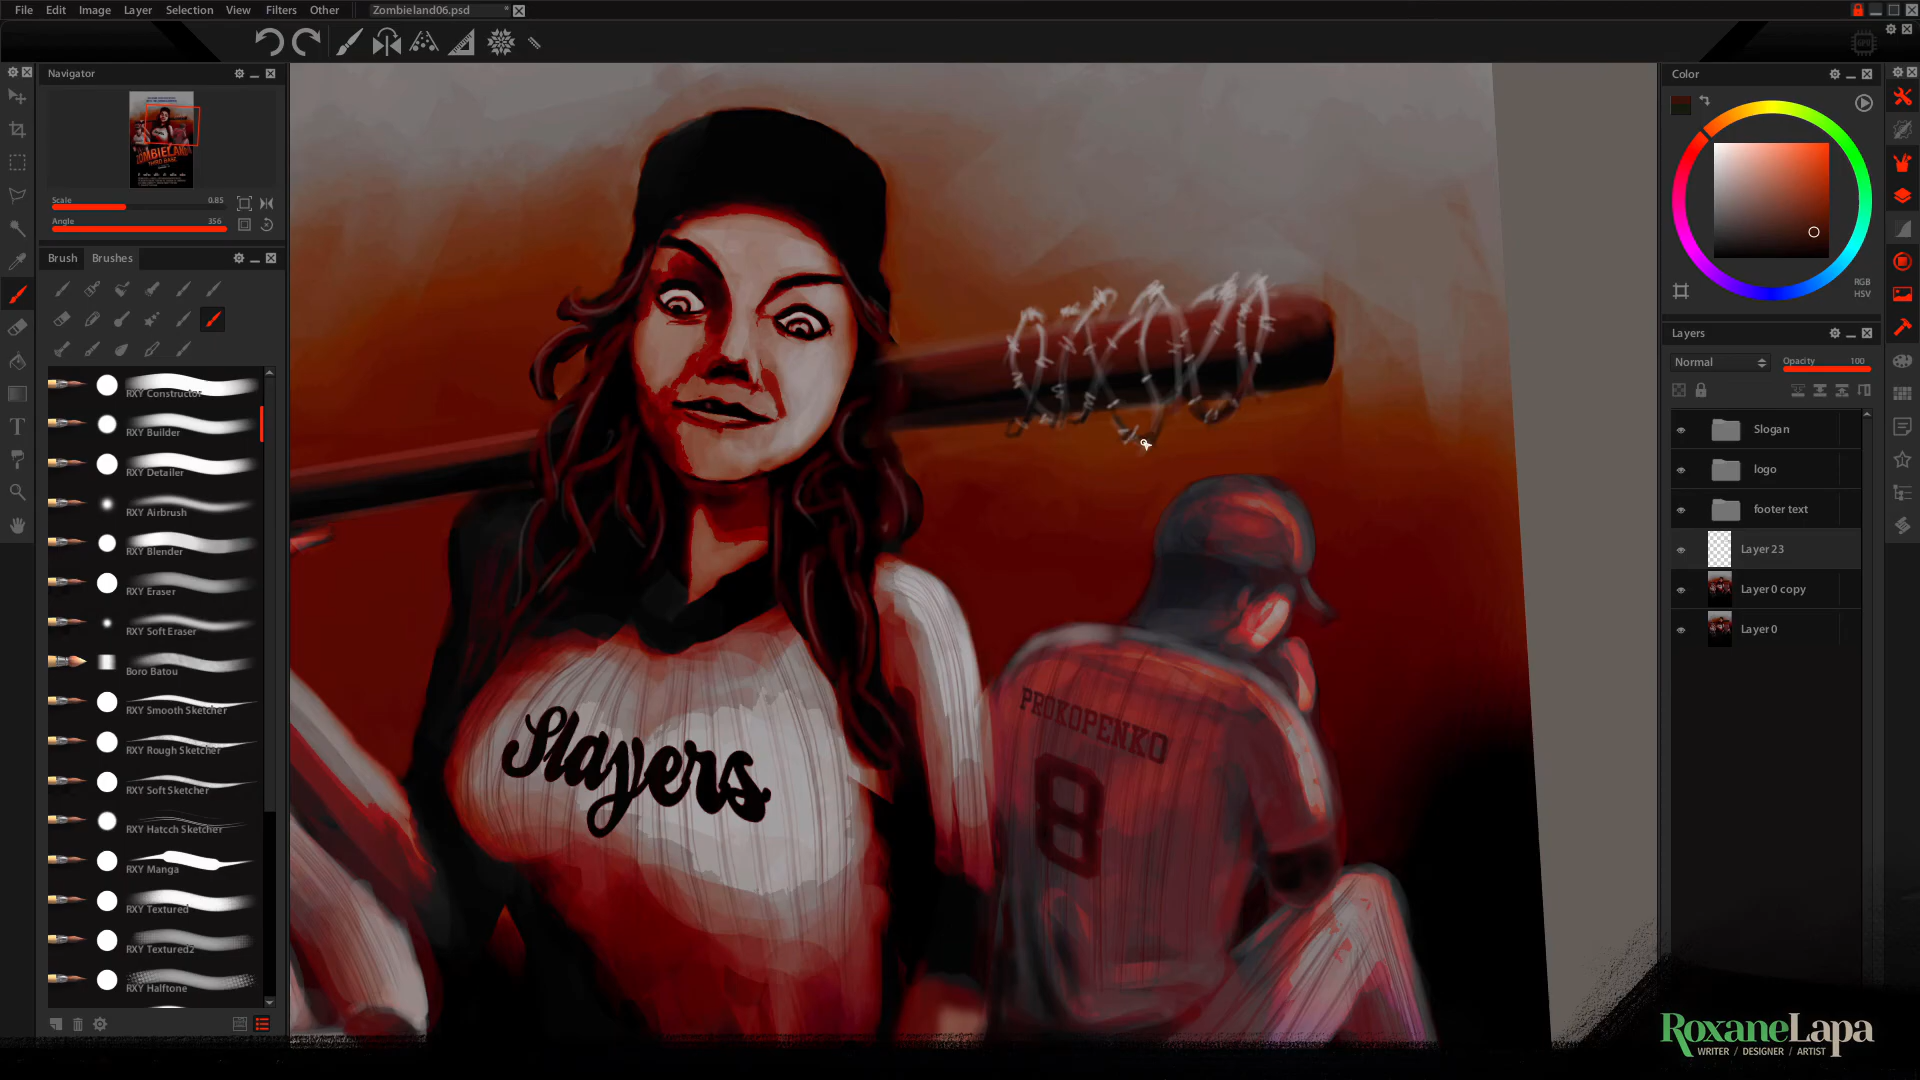 File Edit Image Layer Selection View Filters Other Zombieland06.psd *
Navigator
Scale 0.85
Angle 356
Brush Brushes
RXY Constructor
RXY Builder
RXY Detailer
RXY Airbrush
RXY Blender
RXY Eraser
RXY Soft Eraser
Boro Batou
RXY Smooth Sketcher
RXY Rough Sketcher
RXY Soft Sketcher
RXY Hatcch Sketcher
RXY Manga
RXY Textured
RXY Textured2
RXY Halftone
ZOMBIELAND
THIRD BASE
Slayers
PROKOPENKO
8
Color
RGB
HSV
Layers
Normal Opacity 100
Slogan
logo
footer text
Layer 23
Layer 0 copy
Layer 0
RoxaneLapa
WRITER / DESIGNER / ARTIST